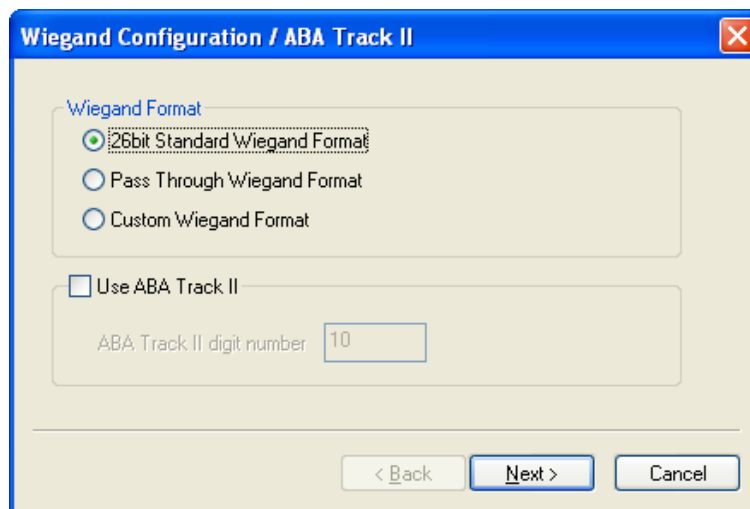 Wiegand Configuration / ABA Track II
Wiegand Format
26bit Standard Wiegand Format
Pass Through Wiegand Format
Custom Wiegand Format
Use ABA Track II
ABA Track II digit number 10
< Back Next > Cancel